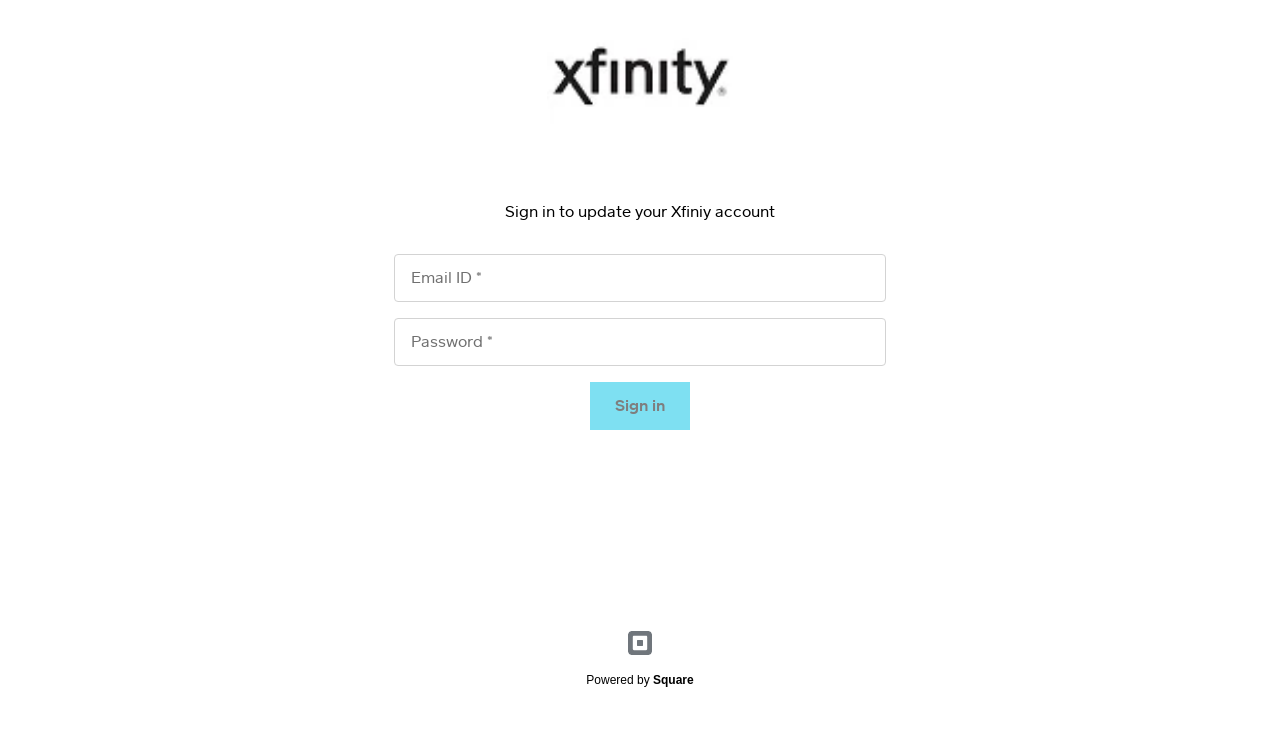 xfinity®
Sign in to update your Xfiniy account
Email ID *
Password *
Sign in
Powered by Square